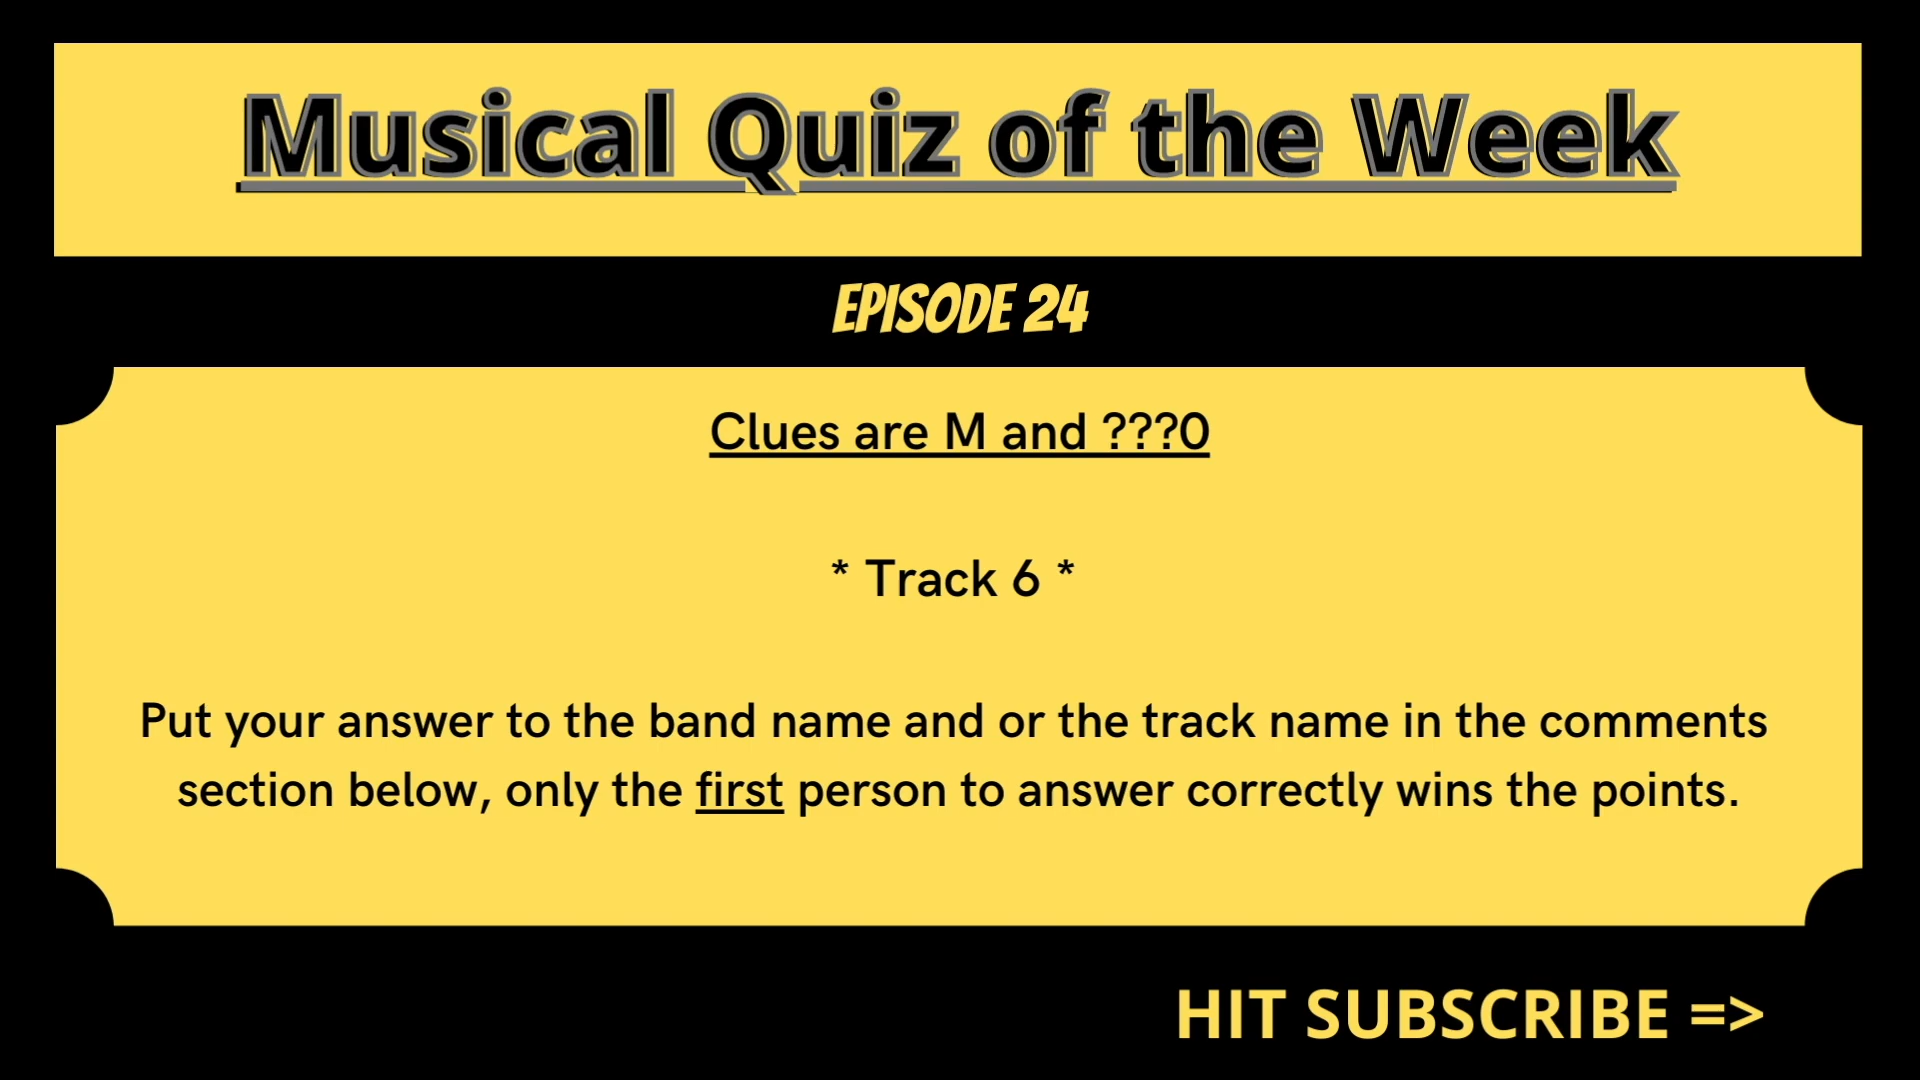 Musical Quiz of the Week
EPISODE 24
Clues are M and ???0
* Track 6 *
Put your answer to the band name and or the track name in the comments
section below, only the first person to answer correctly wins the points.
HIT SUBSCRIBE =>